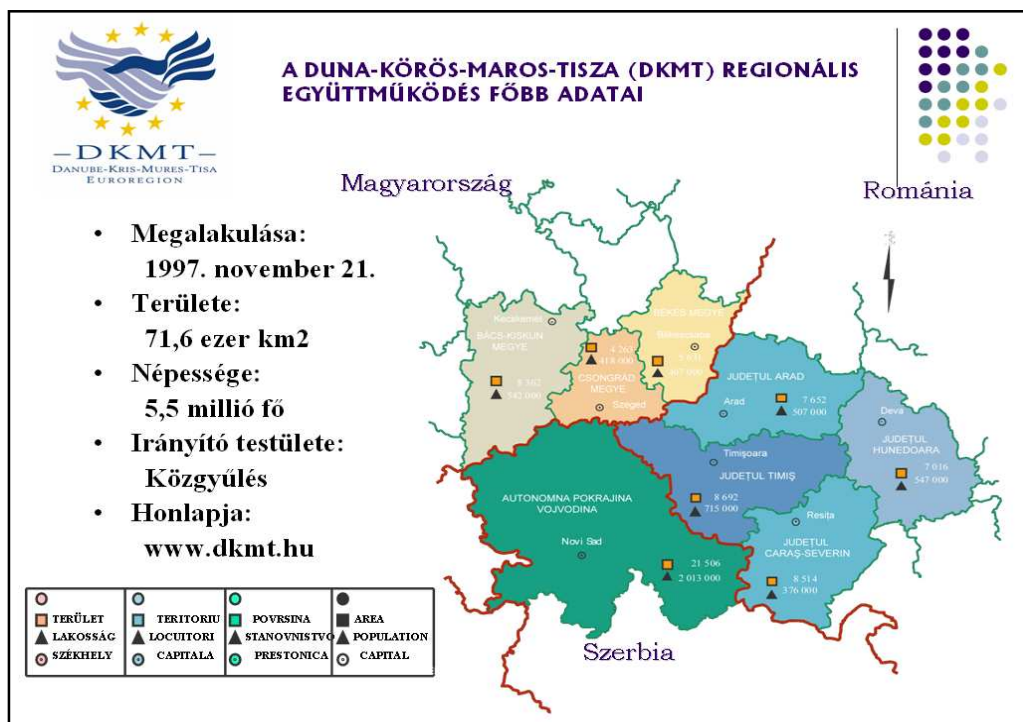 A DUNA-KÖRÖS-MAROS-TISZA (DKMT) REGIONÁLIS
EGYÜTTMŰKÖDÉS FŐBB ADATAI
–DKMT–
DANUBE-KRIS-MURES-TISA
EUROREGION
• Megalakulása:
1997. november 21.
• Területe:
71,6 ezer km2
• Népessége:
5,5 millió fő
• Irányító testülete:
Közgyűlés
• Honlapja:
www.dkmt.hu
Magyarország
Románia
Kecskemét
BÁCS-KISKUN
MEGYE
8 362
542 000
4 263
418 000
CSONGRÁD
MEGYE
Szeged
BÉKÉS MEGYE
Békéscsaba
5 631
JUDEȚUL ARAD
Arad
7 652
507 000
Deva
JUDEȚUL
HUNEDOARA
7 016
547 000
Timișoara
JUDEȚUL TIMIȘ
8 692
715 000
Reșița
JUDEȚUL
CARAȘ-SEVERIN
8 514
376 000
AUTONOMNA POKRAJINA
VOJVODINA
Novi Sad
21 506
2 013 000
Szerbia
TERÜLET
LAKOSSÁG
SZÉKHELY
TERITORIU
LOCUITORI
CAPITALA
POVRSINA
STANOVNISTVO
PRESTONICA
AREA
POPULATION
CAPITAL